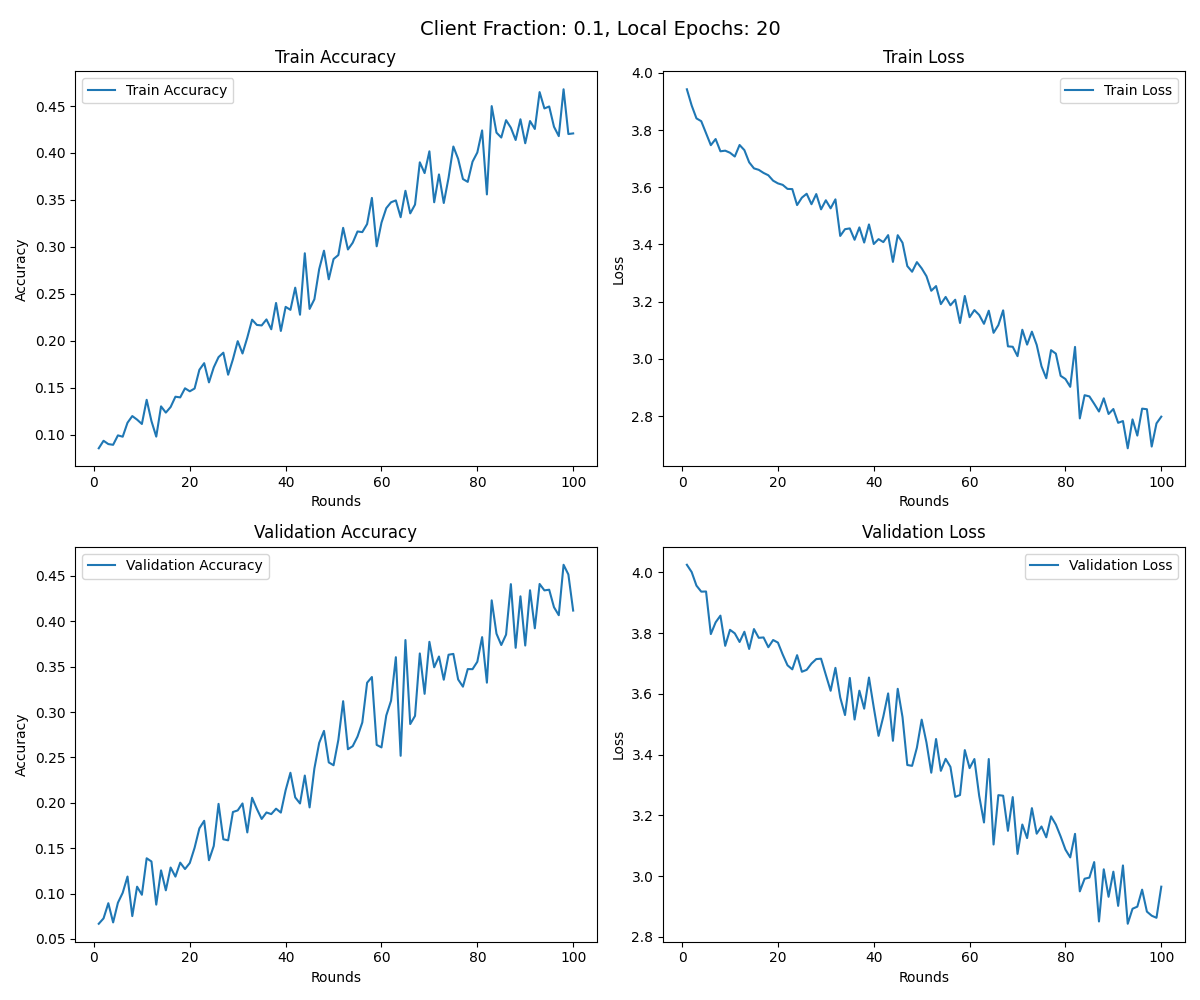 Client Fraction: 0.1, Local Epochs: 20
Train Accuracy
Train Accuracy
0.45
0.40
0.35
0.30
0.25
0.20
0.15
0.10
Accuracy
0 20 40 60 80 100
Rounds
Train Loss
Train Loss
4.0
3.8
3.6
3.4
3.2
3.0
2.8
Loss
0 20 40 60 80 100
Rounds
Validation Accuracy
Validation Accuracy
0.45
0.40
0.35
0.30
0.25
0.20
0.15
0.10
0.05
Accuracy
0 20 40 60 80 100
Rounds
Validation Loss
Validation Loss
4.0
3.8
3.6
3.4
3.2
3.0
2.8
Loss
0 20 40 60 80 100
Rounds